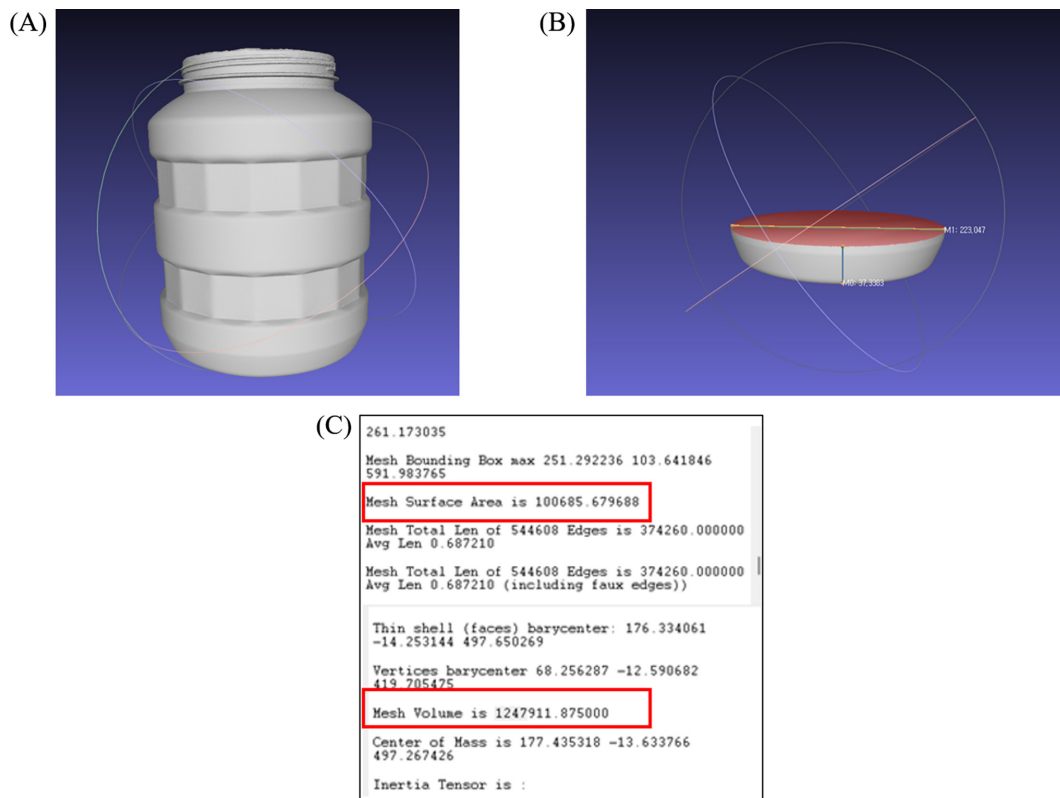 (A)
(B)
M1: 223,047
M0: 37,3383
(C)
261.173035
Mesh Bounding Box max 251.292236 103.641846
591.983765
Mesh Surface Area is 100685.679688
Mesh Total Len of 544608 Edges is 374260.000000
Avg Len 0.687210
Mesh Total Len of 544608 Edges is 374260.000000
Avg Len 0.687210 (including faux edges))
Thin shell (faces) barycenter: 176.334061
-14.253144 497.650269
Vertices barycenter 68.256287 -12.590682
419.705475
Mesh Volume is 1247911.875000
Center of Mass is 177.435318 -13.633766
497.267426
Inertia Tensor is :